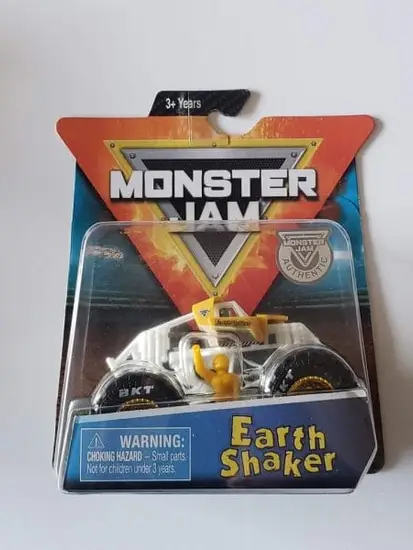 3+ Years
MONSTER
JAM
MONSTER
JAM
AUTHENTIC
BKT
BKT
WARNING:
CHOKING HAZARD – Small parts.
Not for children under 3 years.
Earth
Shaker